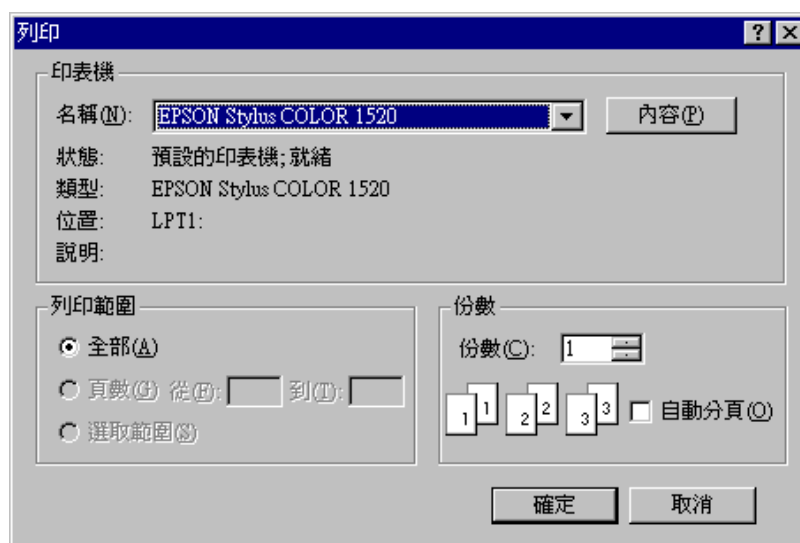 列印
印表機
名稱(N): EPSON Stylus COLOR 1520 內容(P)
狀態: 預設的印表機; 就緒
類型: EPSON Stylus COLOR 1520
位置: LPT1:
說明:
列印範圍
全部(A)
頁數(G) 從(F): 到(T):
選取範圍(S)
份數
份數(C): 1
1 1 2 2 3 3 自動分頁(O)
確定 取消